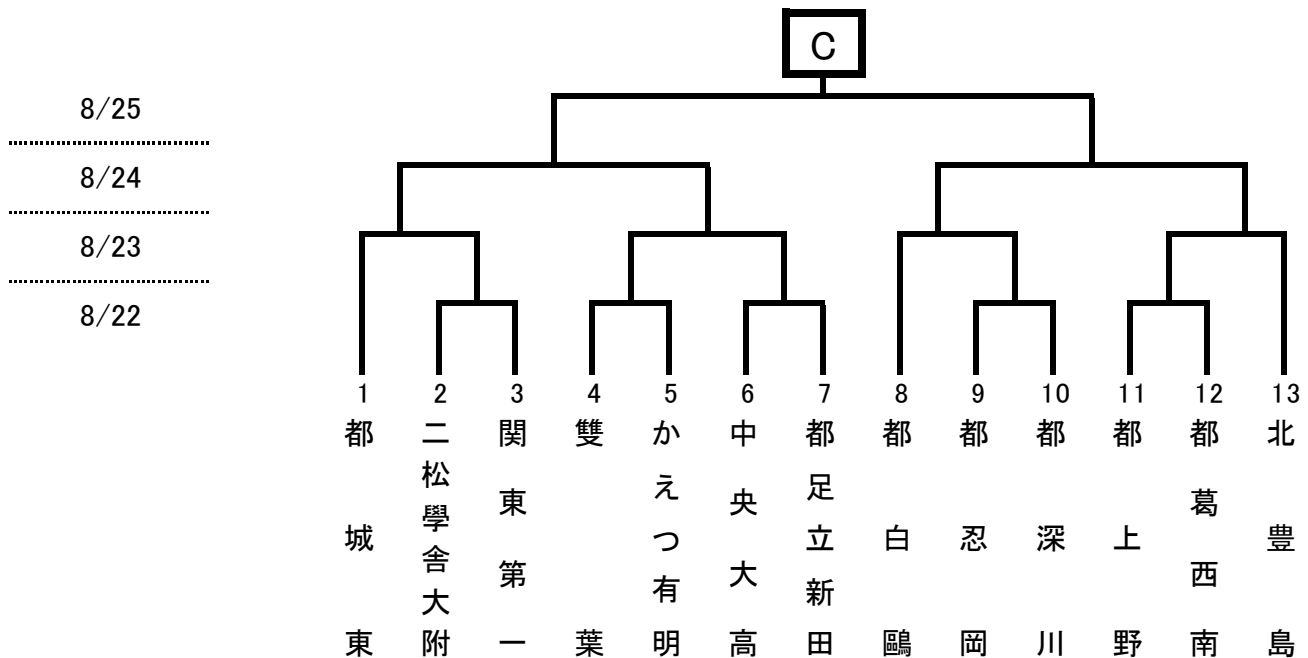 C
8/25
8/24
8/23
8/22
1
2
3
4
5
6
7
8
9
10
11
12
13
都城東
二松學舎大附
関東第一
雙葉
かえつ有明
中央大高
都足立新田
都白鷗
都忍岡
都深川
都上野
都葛西南
北豊島